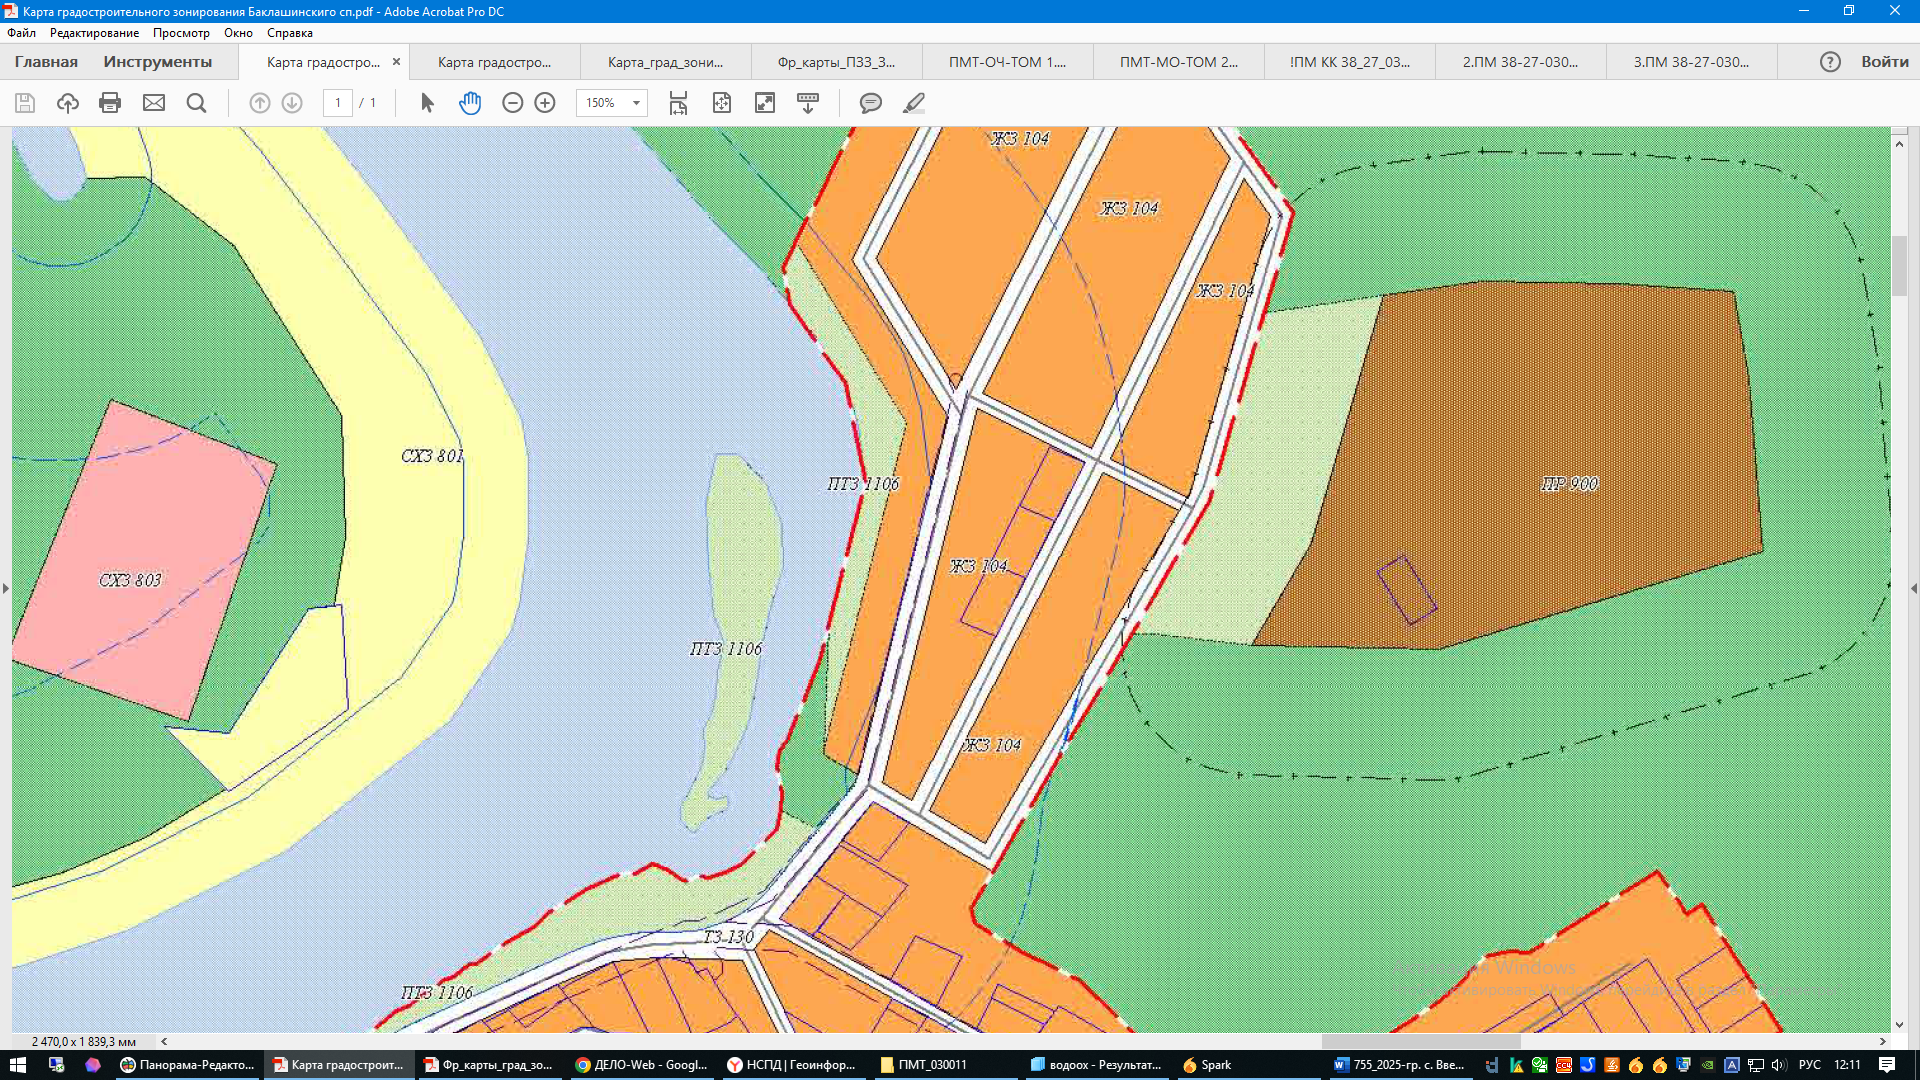 Карта градостроительного зонирования Баклашинскиго сп.pdf - Adobe Acrobat Pro DC
Файл Редактирование Просмотр Окно Справка
Главная Инструменты Карта градостро... × Карта градостро... Карта_град_зони... Фр_карты_ПЗЗ_З... ПМТ-ОЧ-ТОМ 1.... ПМТ-МО-ТОМ 2... !ПМ КК 38_27_03... 2.ПМ 38-27-030... 3.ПМ 38-27-030... Войти
1 / 1 150%
ЖЗ 104
ЖЗ 104
ЖЗ 104
СХЗ 801
ПТЗ 1106
ПР 900
ЖЗ 104
СХЗ 803
ПТЗ 1106
ЖЗ 104
ТЗ 130
ПТЗ 1106
2 470,0 x 1 839,3 мм
Панорама-Редакто... Карта градостроит... Фр_карты_град_зо... ДЕЛО-Web - Googl... НСПД | Геоинфор... ПМТ_030011 водоох - Результат... Spark 755_2025-гр. с. Вве... РУС 12:11